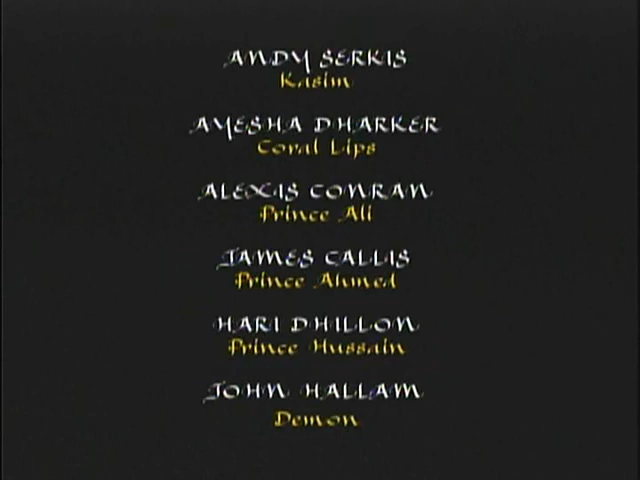 ANDY SERKIS
Kasim
AYESHA DHARKER
Coral Lips
ALEXIS CONRAN
Prince Ali
JAMES CALLIS
Prince Ahmed
HARI DHILLON
Prince Hussain
JOHN HALLAM
Demon